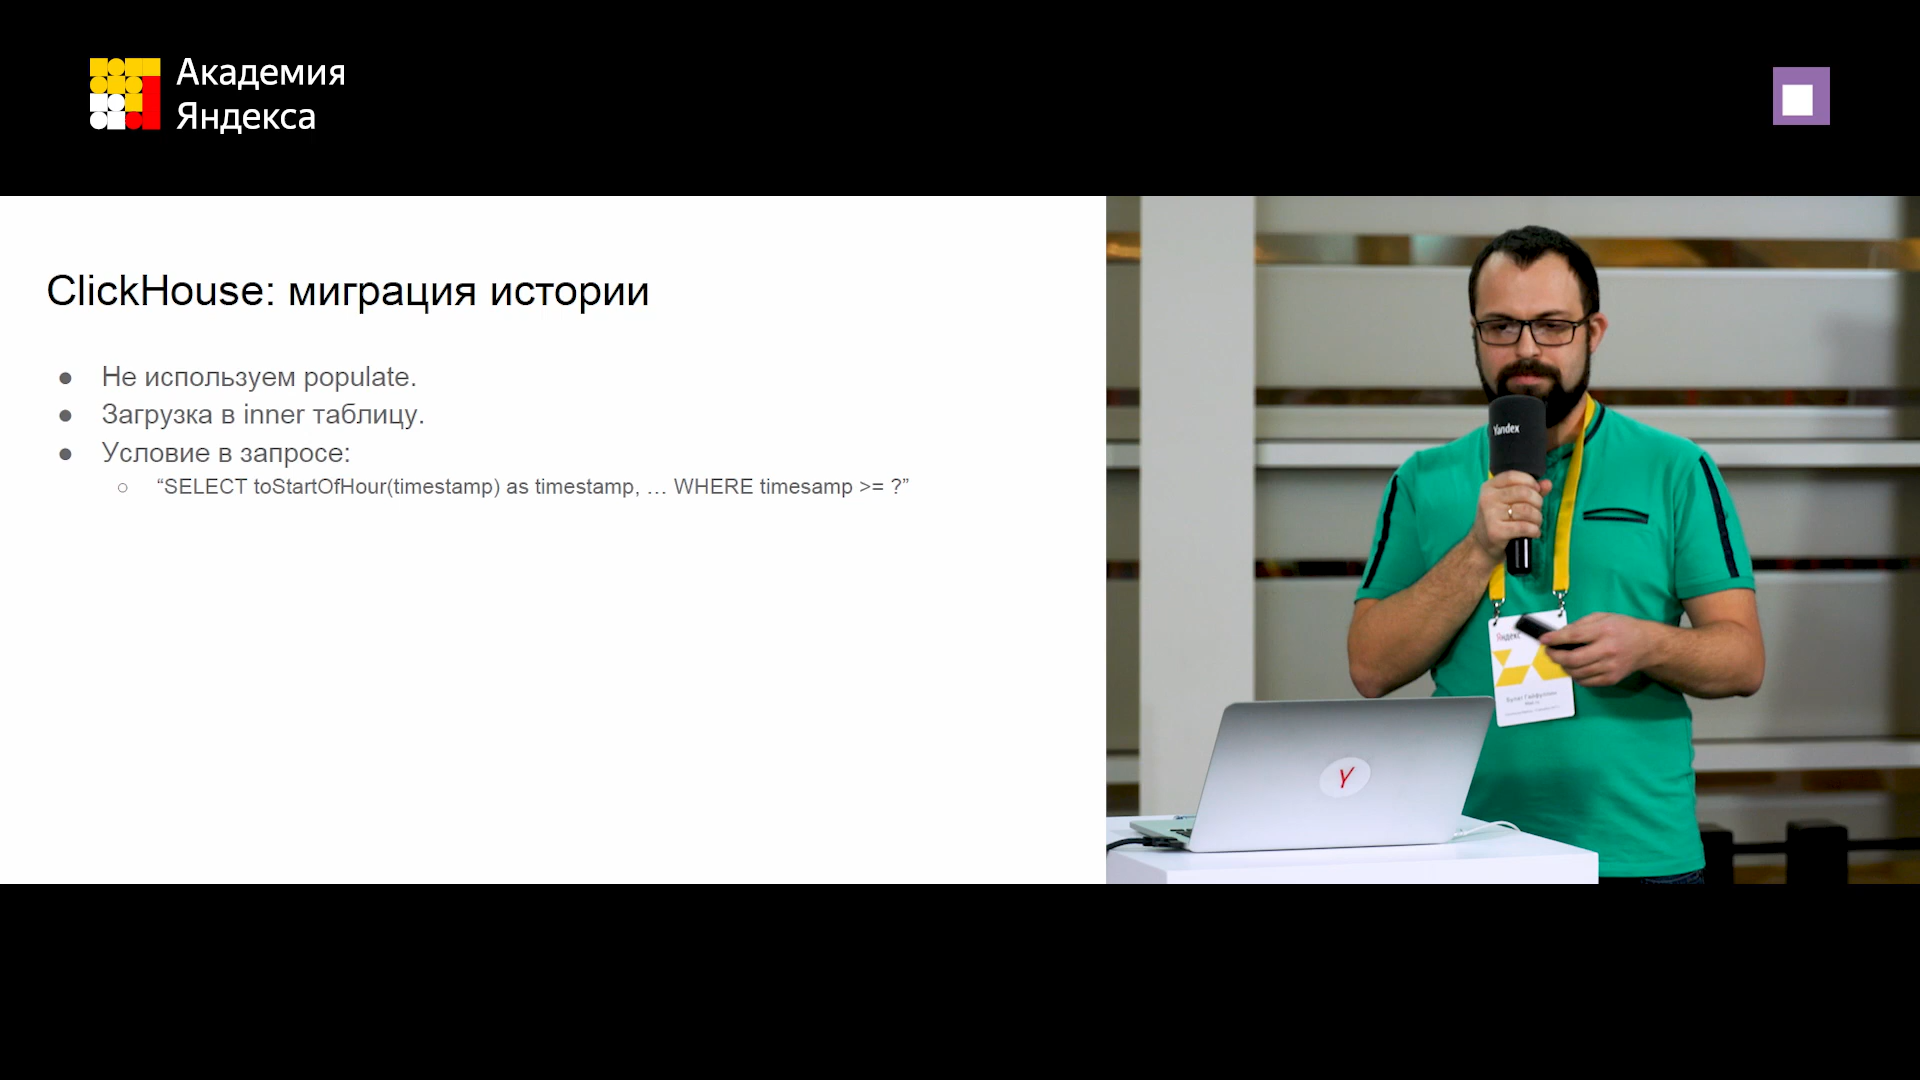 Академия
Яндекса
ClickHouse: миграция истории
● Не используем populate.
● Загрузка в inner таблицу.
● Условие в запросе:
○ “SELECT toStartOfHour(timestamp) as timestamp, … WHERE timesamp >= ?”
Yandex
Яндекс
Y